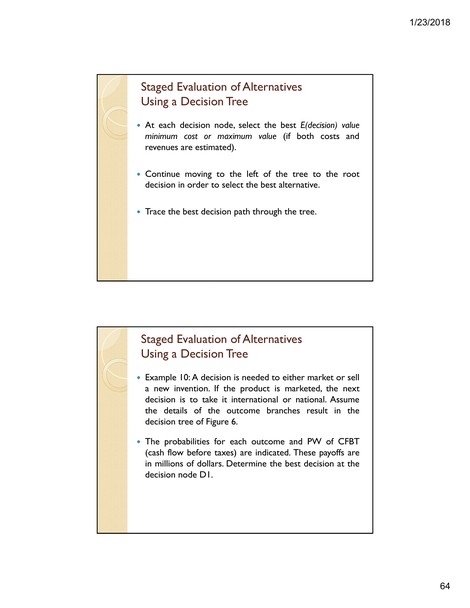 1/23/2018
Staged Evaluation of Alternatives
Using a Decision Tree
• At each decision node, select the best E(decision) value
minimum cost or maximum value (if both costs and
revenues are estimated).
• Continue moving to the left of the tree to the root
decision in order to select the best alternative.
• Trace the best decision path through the tree.
Staged Evaluation of Alternatives
Using a Decision Tree
• Example 10: A decision is needed to either market or sell
a new invention. If the product is marketed, the next
decision is to take it international or national. Assume
the details of the outcome branches result in the
decision tree of Figure 6.
• The probabilities for each outcome and PW of CFBT
(cash flow before taxes) are indicated. These payoffs are
in millions of dollars. Determine the best decision at the
decision node D1.
64